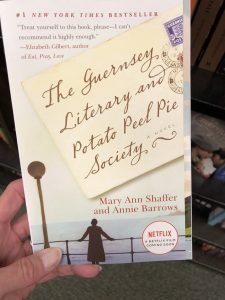 #1 NEW YORK TIMES BESTSELLER
"Treat yourself to this book, please—I can't
recommend it highly enough."
—Elizabeth Gilbert, author
of Eat, Pray, Love
The Guernsey
Literary and
Potato Peel Pie
Society
A NOVEL
Mary Ann Shaffer
and Annie Barrows
NETFLIX
A NETFLIX FILM
COMING SOON